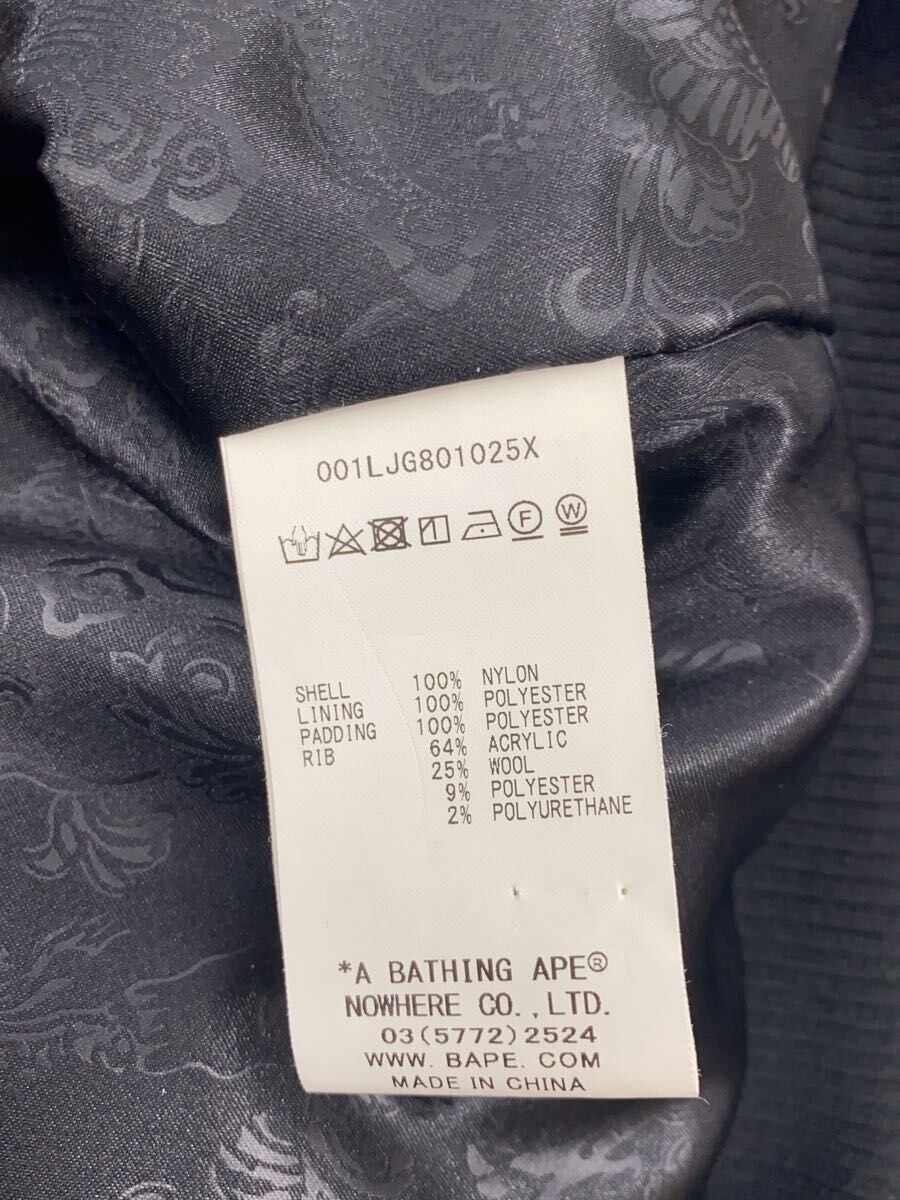 001LJG801025X
F W
SHELL 100% NYLON
LINING 100% POLYESTER
PADDING 100% POLYESTER
RIB 64% ACRYLIC
25% WOOL
9% POLYESTER
2% POLYURETHANE
*A BATHING APE®
NOWHERE CO.,LTD.
03(5772)2524
WWW.BAPE.COM
MADE IN CHINA